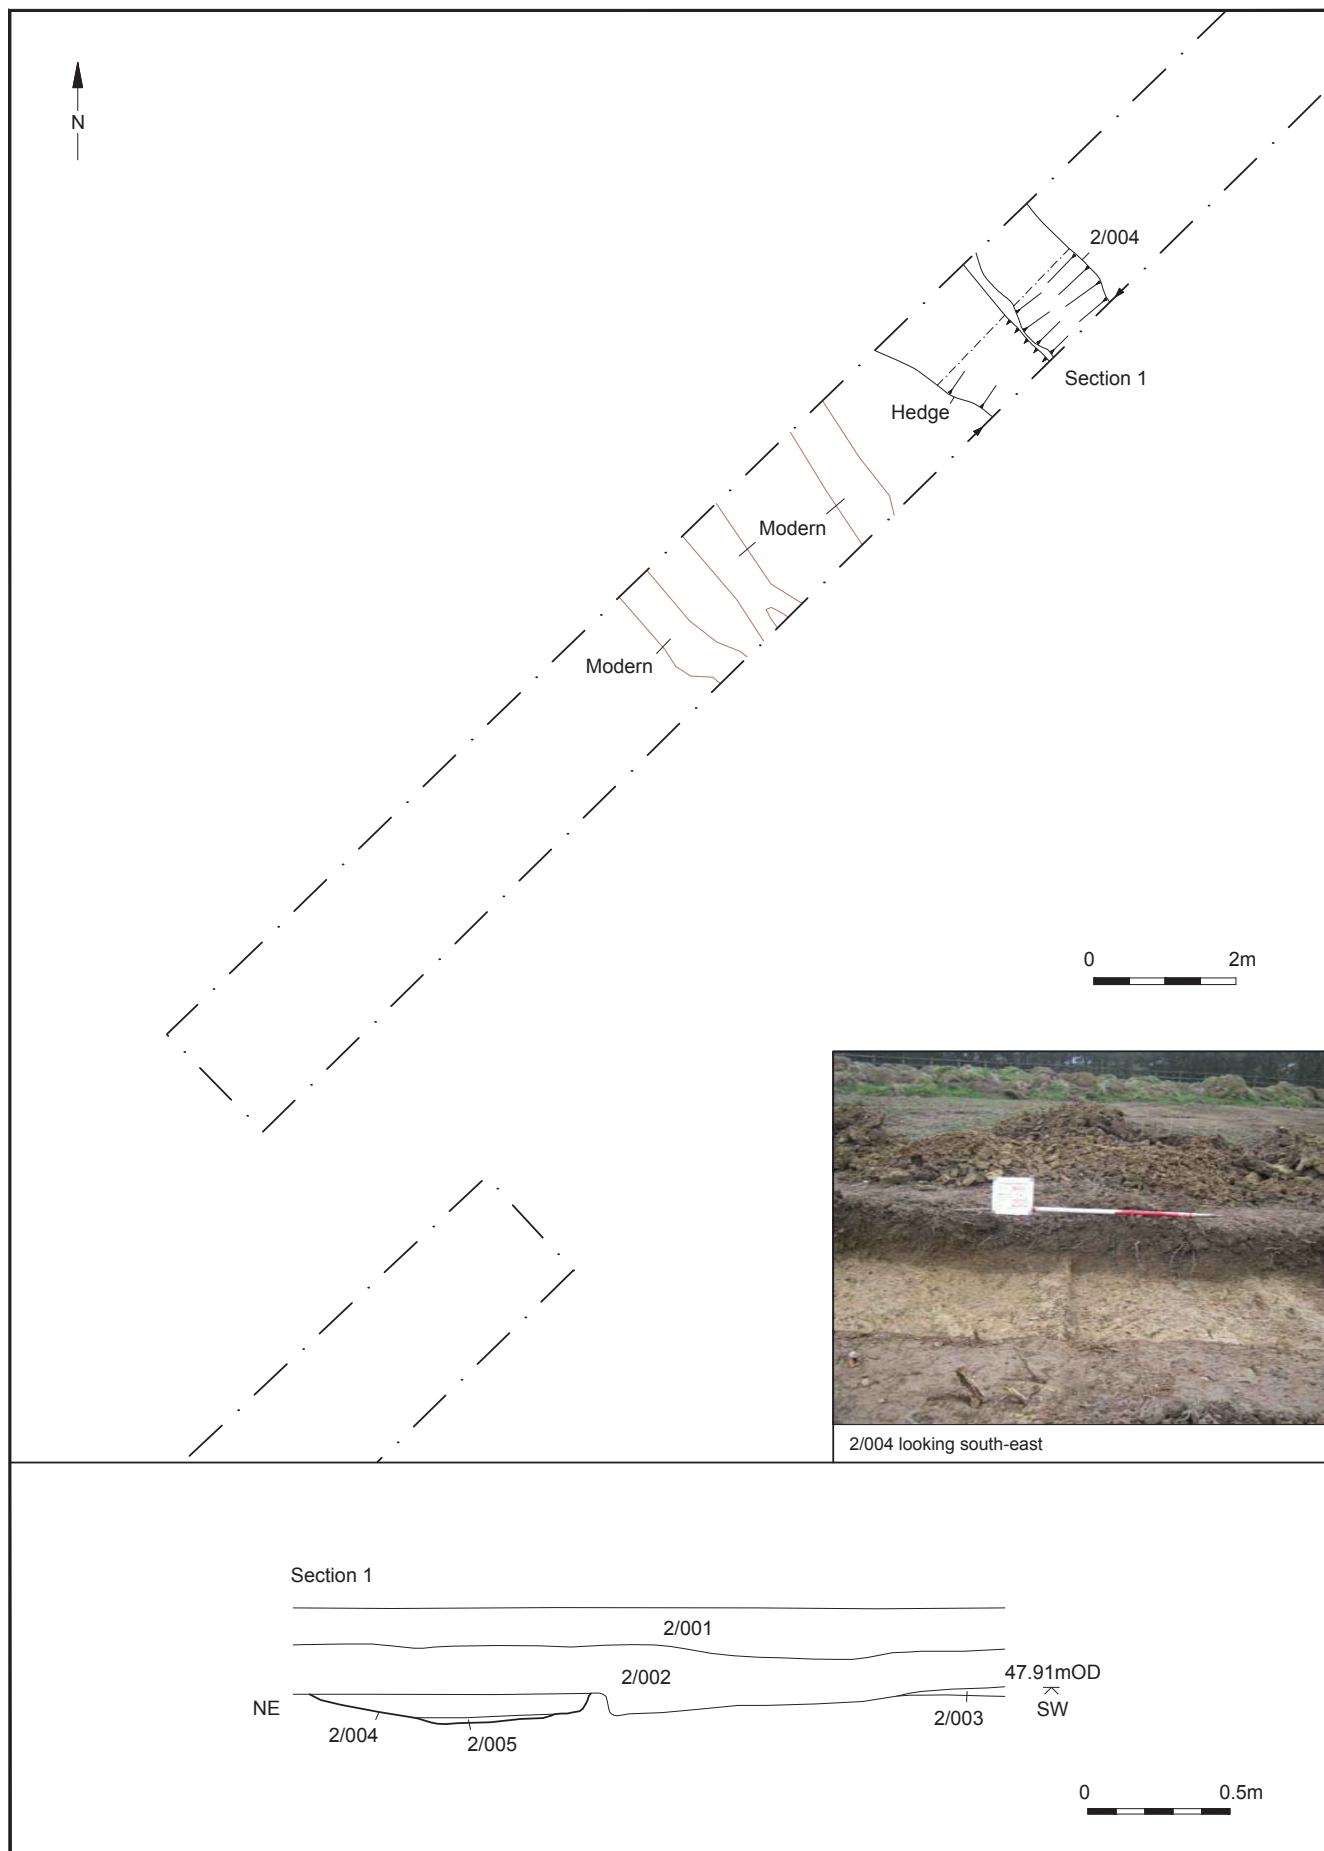 N
2/004
Section 1
Hedge
Modern
Modern
0 2m
2/004 looking south-east
Section 1
2/001
2/002
47.91mOD
NE
SW
2/004
2/005
2/003
0 0.5m